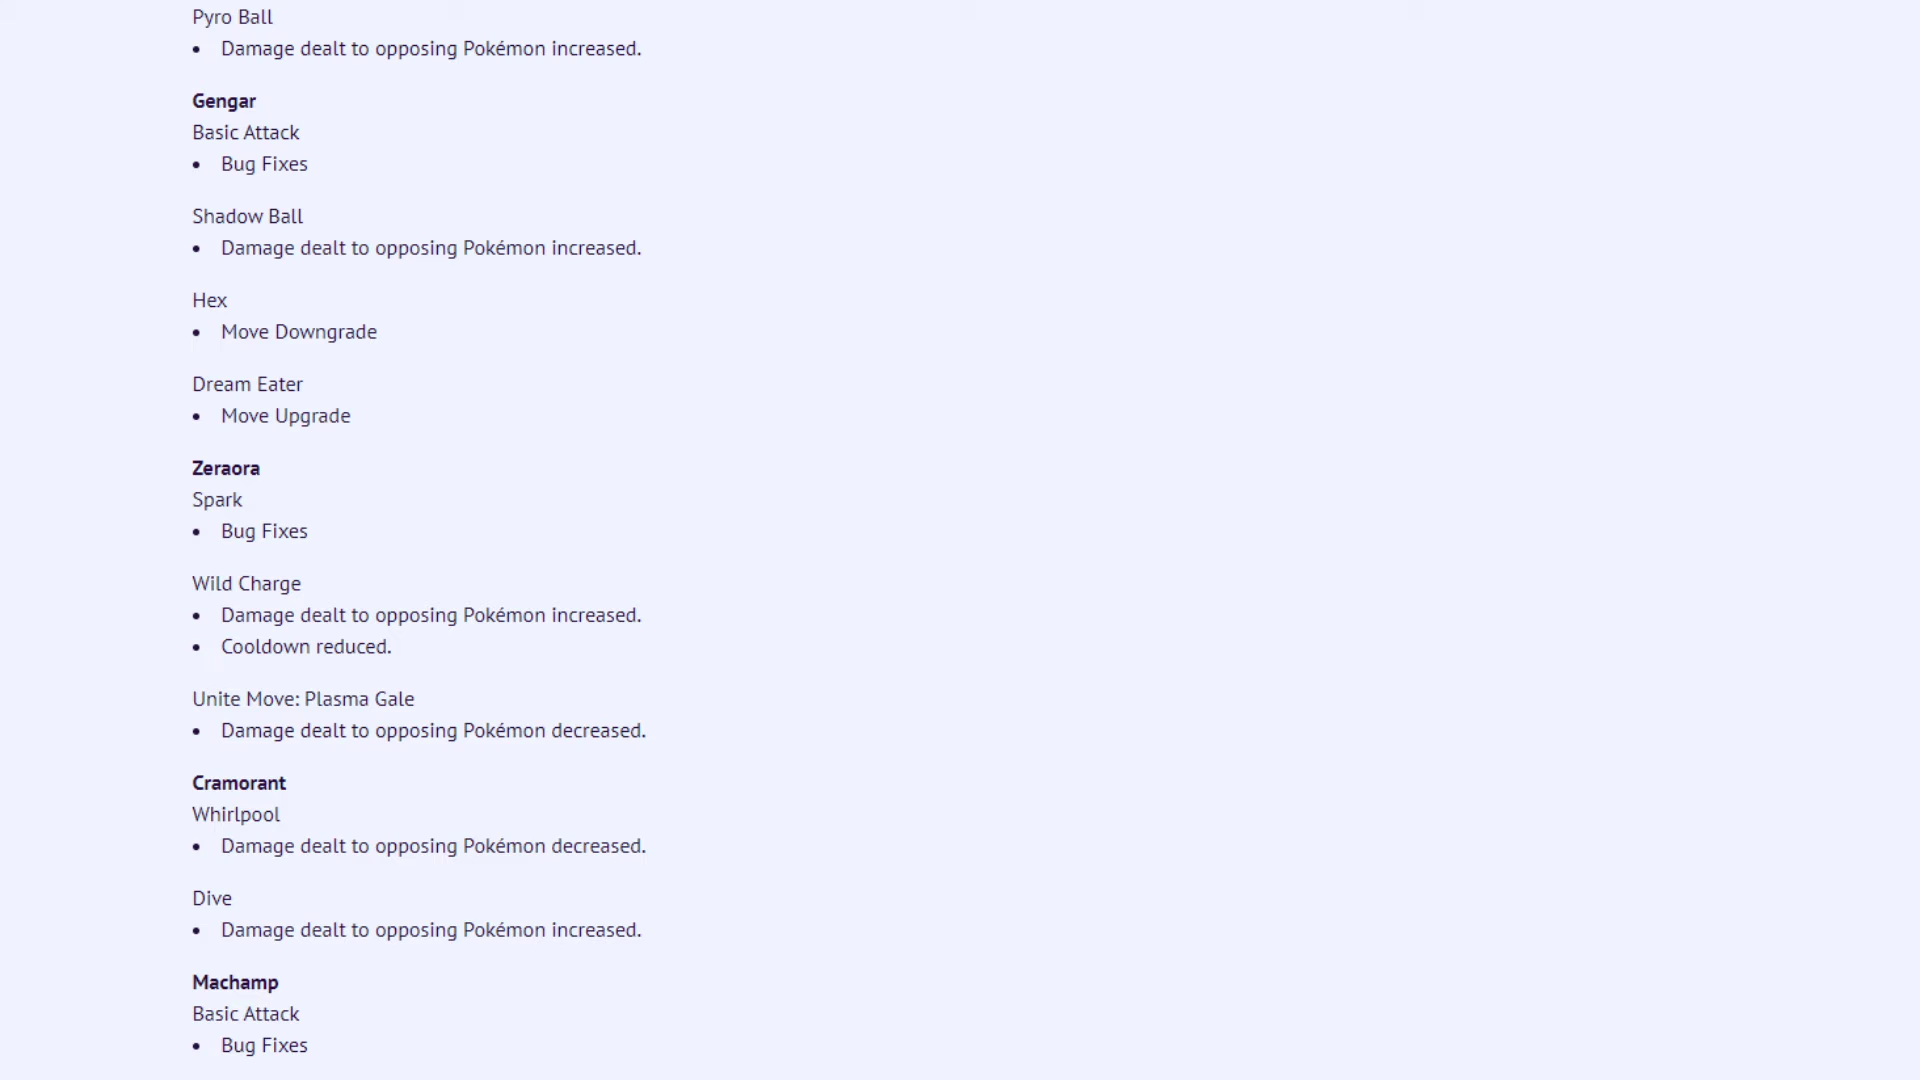 Pyro Ball
• Damage dealt to opposing Pokémon increased.
Gengar
Basic Attack
• Bug Fixes
Shadow Ball
• Damage dealt to opposing Pokémon increased.
Hex
• Move Downgrade
Dream Eater
• Move Upgrade
Zeraora
Spark
• Bug Fixes
Wild Charge
• Damage dealt to opposing Pokémon increased.
• Cooldown reduced.
Unite Move: Plasma Gale
• Damage dealt to opposing Pokémon decreased.
Cramorant
Whirlpool
• Damage dealt to opposing Pokémon decreased.
Dive
• Damage dealt to opposing Pokémon increased.
Machamp
Basic Attack
• Bug Fixes